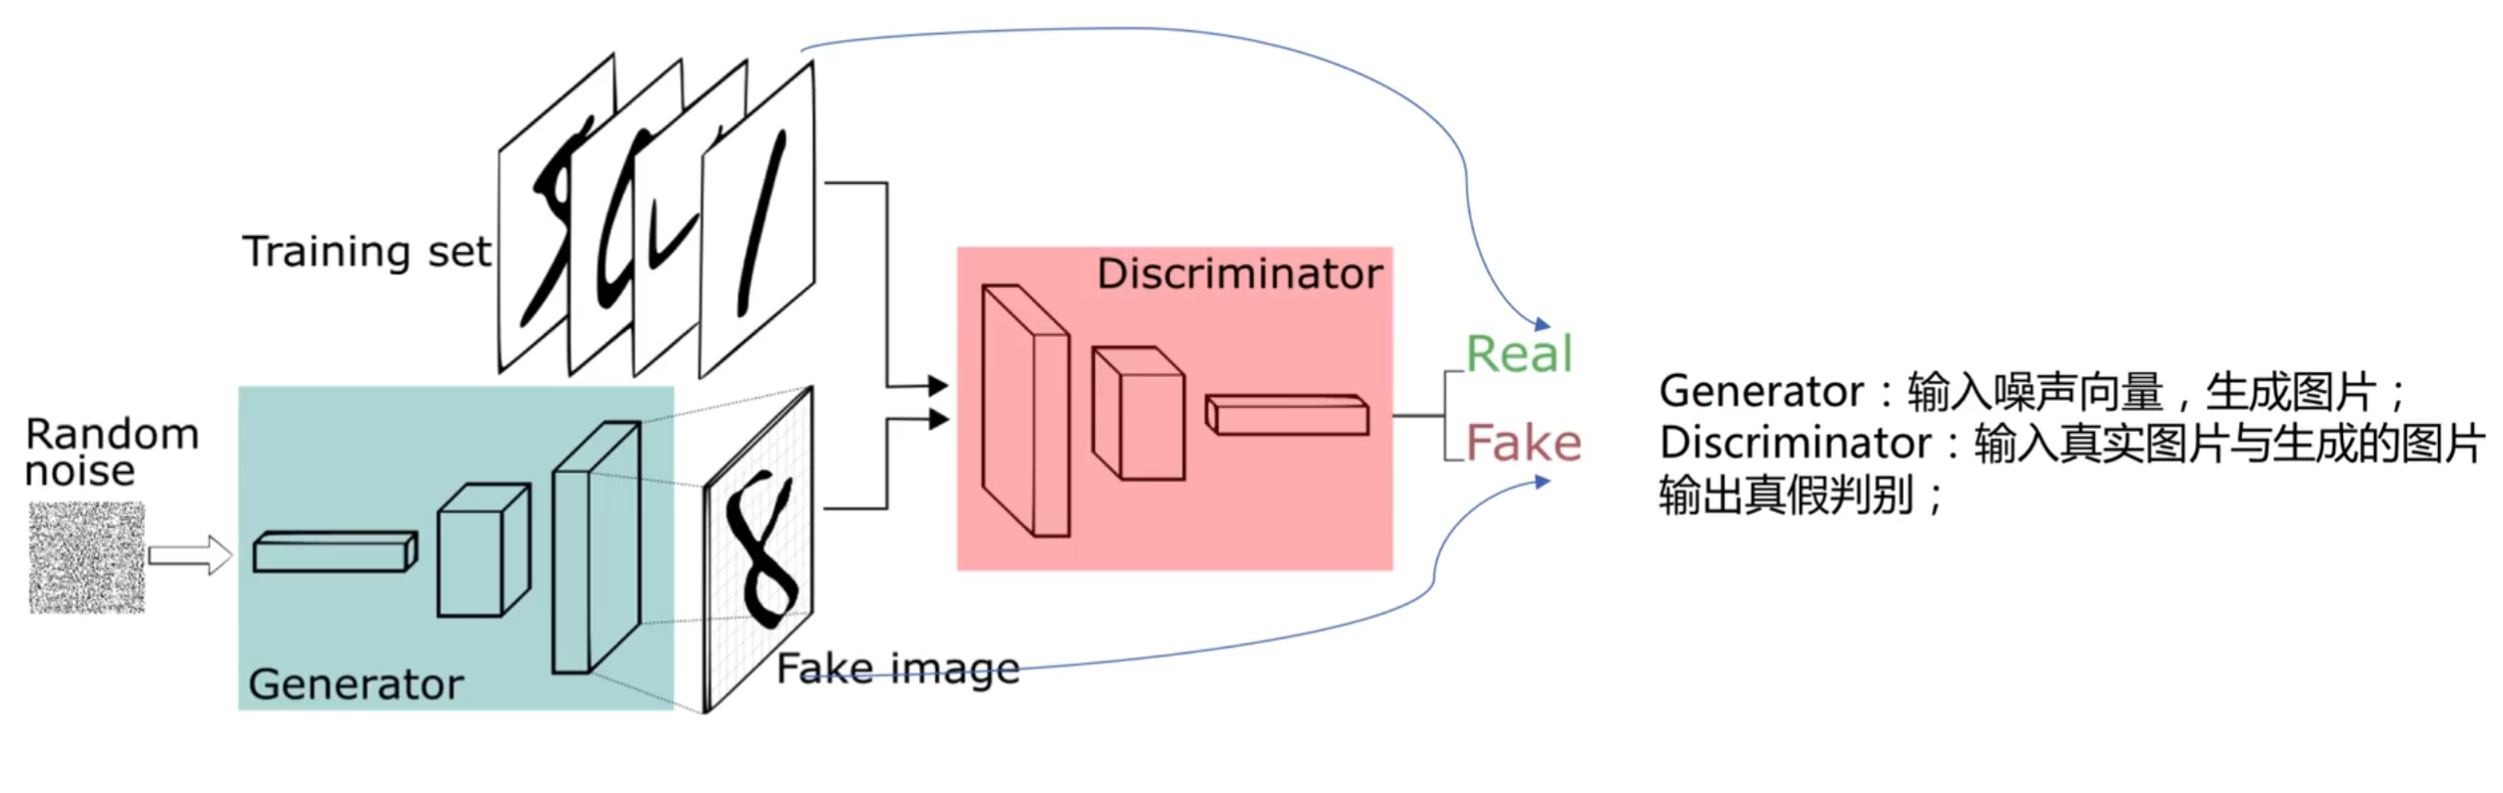 Training set
Random
noise
Generator
Fake image
Discriminator
Real
Fake
Generator：输入噪声向量，生成图片；
Discriminator：输入真实图片与生成的图片
输出真假判别；